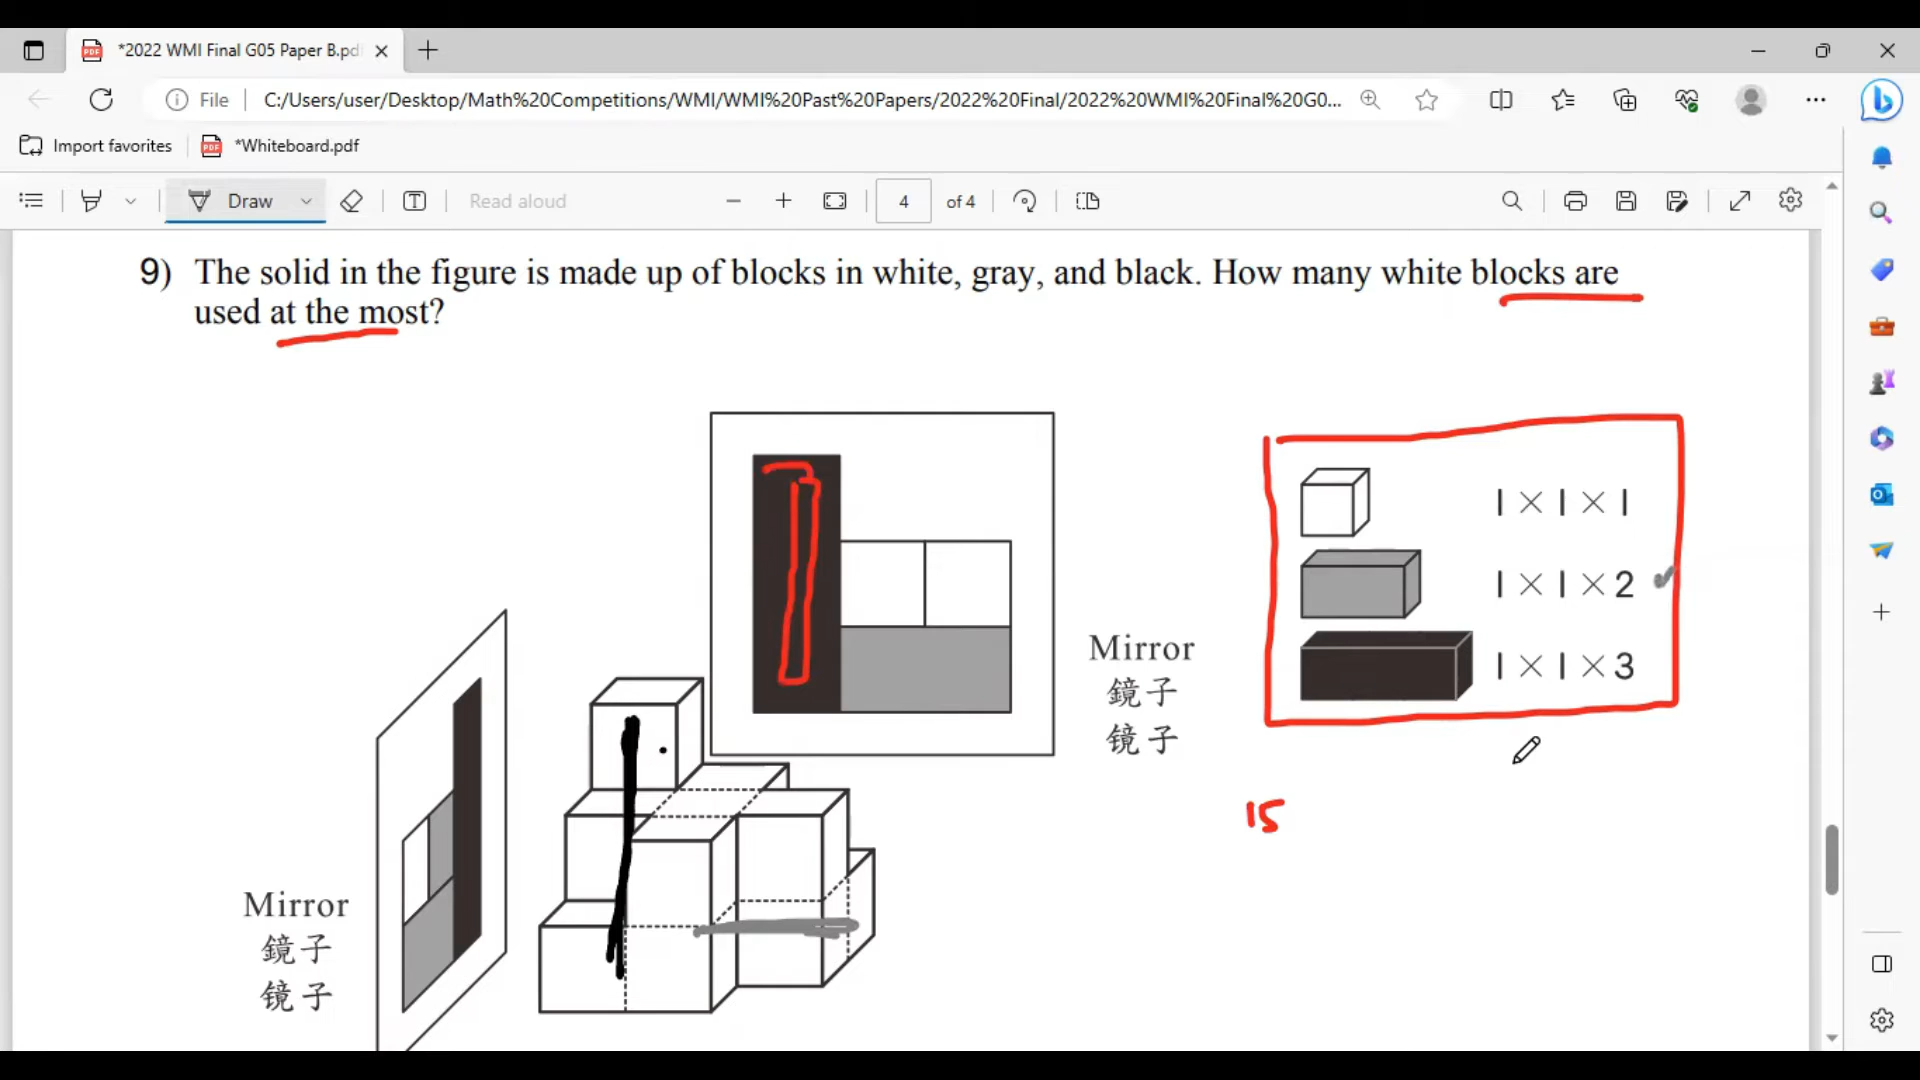 *2022 WMI Final G05 Paper B.pdf
File
C:/Users/user/Desktop/Math%20Competitions/WMI/WMI%20Past%20Papers/2022%20Final/2022%20WMI%20Final%20G0...
Import favorites
*Whiteboard.pdf
Draw
Read aloud
4
of 4
9) The solid in the figure is made up of blocks in white, gray, and black. How many white blocks are
used at the most?
1 × 1 × 1
1 × 1 × 2
1 × 1 × 3
Mirror
鏡子
镜子
15
Mirror
鏡子
镜子